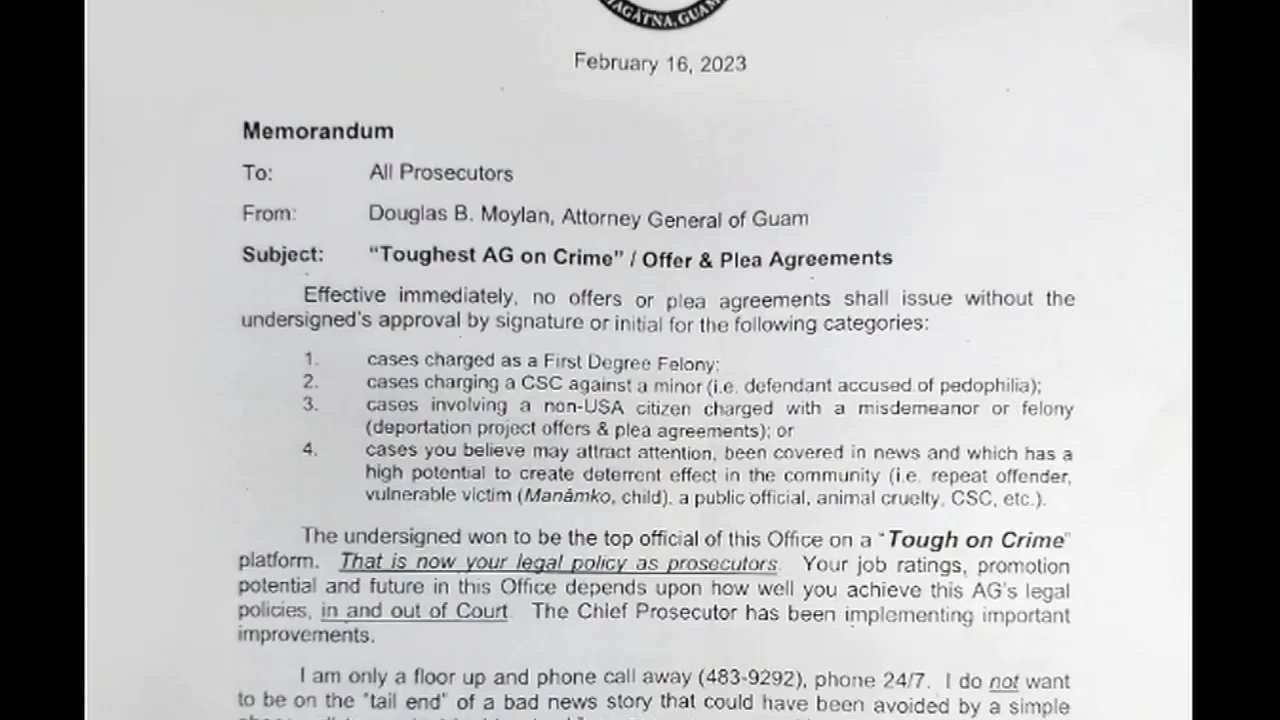 HAGÅTÑA, GUAM
February 16, 2023
Memorandum
To: All Prosecutors
From: Douglas B. Moylan, Attorney General of Guam
Subject: “Toughest AG on Crime” / Offer & Plea Agreements
Effective immediately, no offers or plea agreements shall issue without the
undersigned's approval by signature or initial for the following categories:
1. cases charged as a First Degree Felony;
2. cases charging a CSC against a minor (i.e. defendant accused of pedophilia);
3. cases involving a non-USA citizen charged with a misdemeanor or felony
(deportation project offers & plea agreements); or
4. cases you believe may attract attention, been covered in news and which has a
high potential to create deterrent effect in the community (i.e. repeat offender,
vulnerable victim (Manåmko, child), a public official, animal cruelty, CSC, etc.).
The undersigned won to be the top official of this Office on a “Tough on Crime”
platform. That is now your legal policy as prosecutors. Your job ratings, promotion
potential and future in this Office depends upon how well you achieve this AG's legal
policies, in and out of Court. The Chief Prosecutor has been implementing important
improvements.
I am only a floor up and phone call away (483-9292), phone 24/7. I do not want
to be on the “tail end” of a bad news story that could have been avoided by a simple